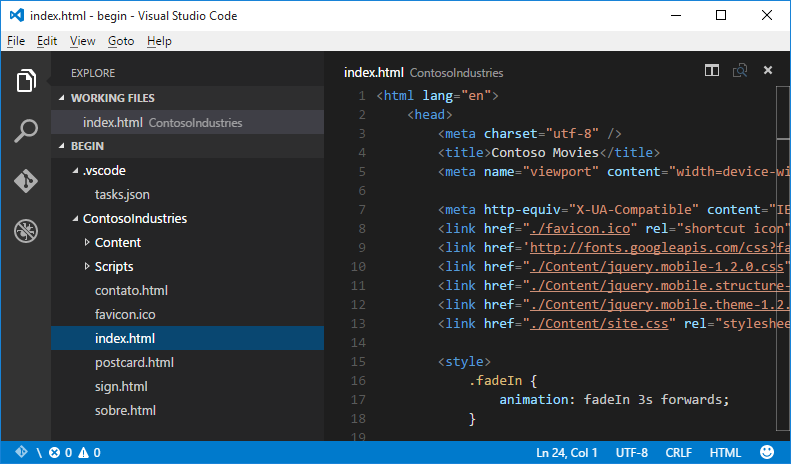 index.html - begin - Visual Studio Code
File Edit View Goto Help
EXPLORE
WORKING FILES
index.html ContosoIndustries
BEGIN
.vscode
tasks.json
ContosoIndustries
Content
Scripts
contato.html
favicon.ico
index.html
postcard.html
sign.html
sobre.html
index.html ContosoIndustries
1 <html lang="en">
2 <head>
3 <meta charset="utf-8" />
4 <title>Contoso Movies</title>
5 <meta name="viewport" content="width=device-wi
6
7 <meta http-equiv="X-UA-Compatible" content="IE
8 <link href="./favicon.ico" rel="shortcut icon"
9 <link href='http://fonts.googleapis.com/css?fa
10 <link href="./Content/jquery.mobile-1.2.0.css"
11 <link href="./Content/jquery.mobile.structure-
12 <link href="./Content/jquery.mobile.theme-1.2.
13 <link href="./Content/site.css" rel="styleshee
14
15 <style>
16 .fadeIn {
17 animation: fadeIn 3s forwards;
18 }
19
\ 0 0 Ln 24, Col 1 UTF-8 CRLF HTML